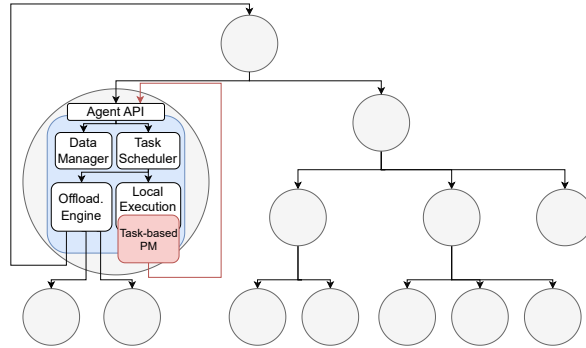 Agent API
Data
Manager
Task
Scheduler
Offload.
Engine
Local
Execution
Task-based
PM